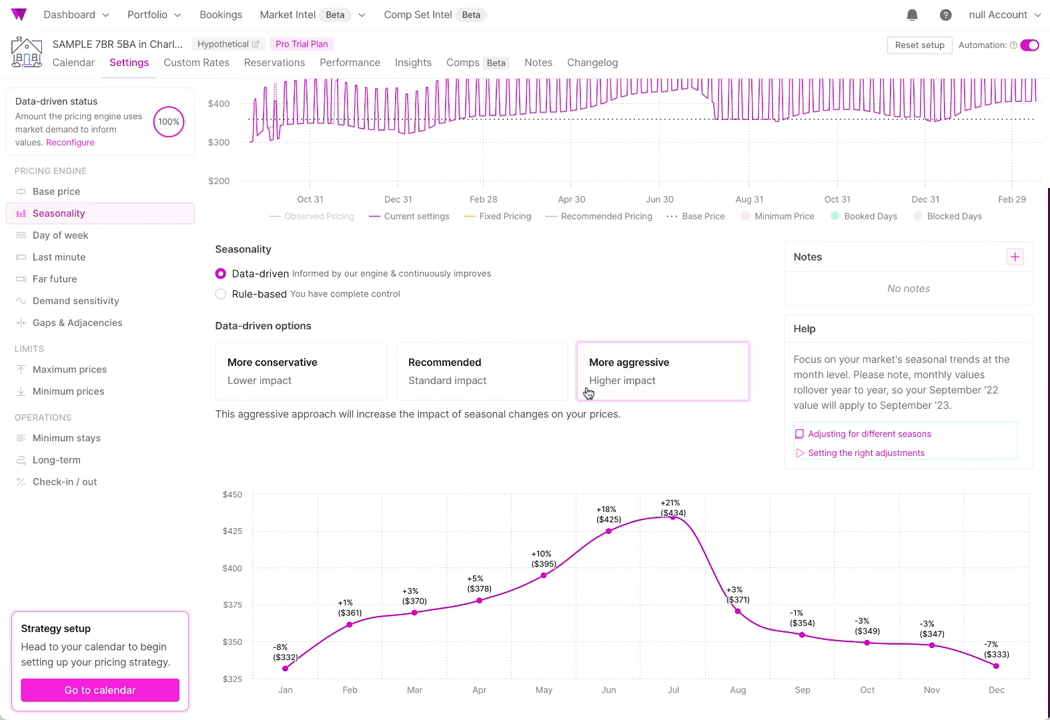 Dashboard
Portfolio
Bookings
Market Intel Beta
Comp Set Intel Beta
null Account
SAMPLE 7BR 5BA in Charl...
Hypothetical
Pro Trial Plan
Reset setup
Automation:
Calendar
Settings
Custom Rates
Reservations
Performance
Insights
Comps Beta
Notes
Changelog
Data-driven status
Amount the pricing engine uses
market demand to inform
values. Reconfigure
100%
PRICING ENGINE
Base price
Seasonality
Day of week
Last minute
Far future
Demand sensitivity
Gaps & Adjacencies
LIMITS
Maximum prices
Minimum prices
OPERATIONS
Minimum stays
Long-term
Check-in / out
Strategy setup
Head to your calendar to begin
setting up your pricing strategy.
Go to calendar
$400
$300
$200
Oct 31 Dec 31 Feb 28 Apr 30 Jun 30 Aug 31 Oct 31 Dec 31 Feb 29
Observed Pricing Current settings Fixed Pricing Recommended Pricing Base Price Minimum Price Booked Days Blocked Days
Seasonality
Data-driven Informed by our engine & continuously improves
Rule-based You have complete control
Data-driven options
More conservative
Lower impact
Recommended
Standard impact
More aggressive
Higher impact
This aggressive approach will increase the impact of seasonal changes on your prices.
Notes
No notes
Help
Focus on your market's seasonal trends at the
month level. Please note, monthly values
rollover year to year, so your September '22
value will apply to September '23.
Adjusting for different seasons
Setting the right adjustments
$450
$425
$400
$375
$350
$325
-8%
($332)
+1%
($361)
+3%
($370)
+5%
($378)
+10%
($395)
+18%
($425)
+21%
($434)
+3%
($371)
-1%
($354)
-3%
($349)
-3%
($347)
-7%
($333)
Jan Feb Mar Apr May Jun Jul Aug Sep Oct Nov Dec